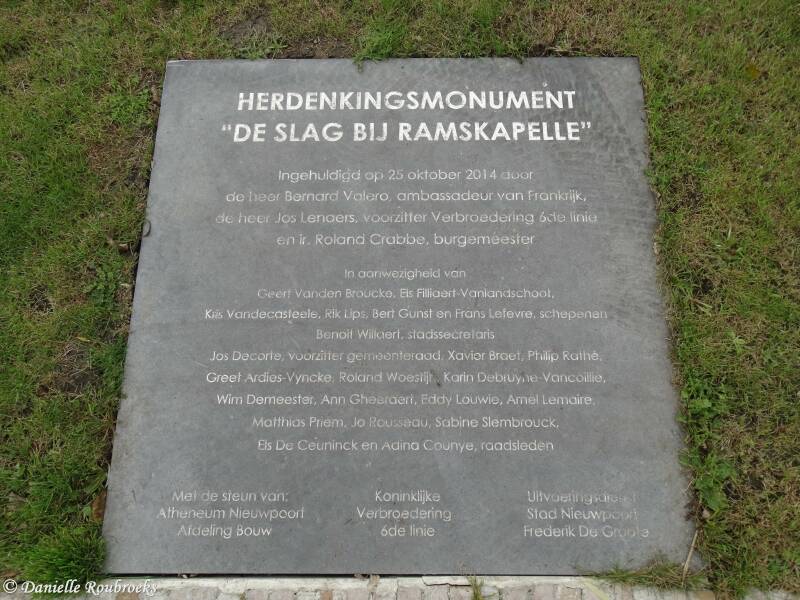 HERDENKINGSMONUMENT
"DE SLAG BIJ RAMSKAPELLE"
Ingehuldigd op 25 oktober 2014 door
de heer Bernard Valero, ambassadeur van Frankrijk,
de heer Jos Lenaers, voorzitter Verbroedering 6de linie
en ir. Roland Crabbe, burgemeester
In aanwezigheid van
Geert Vanden Broucke, Els Filliaert-Vanlandschoot,
Kris Vandecasteele, Rik Lips, Bert Gunst en Frans Lefevre, schepenen
Benoit Willaert, stadssecretaris
Jos Decorte, voorzitter gemeenteraad, Xavier Braet, Philip Rathé,
Greet Ardies-Vyncke, Roland Woestijn, Karin Debruyne-Vancoillie,
Wim Demeester, Ann Gheeraert, Eddy Louwie, Amel Lemaire,
Matthias Priem, Jo Rousseau, Sabine Slembrouck,
Els De Ceuninck en Adina Counye, raadsleden
Met de steun van:
Atheneum Nieuwpoort
Afdeling Bouw
Koninklijke
Verbroedering
6de linie
Uitvoeringsdienst
Stad Nieuwpoort
Frederik De Groote
© Danielle Roubroeks